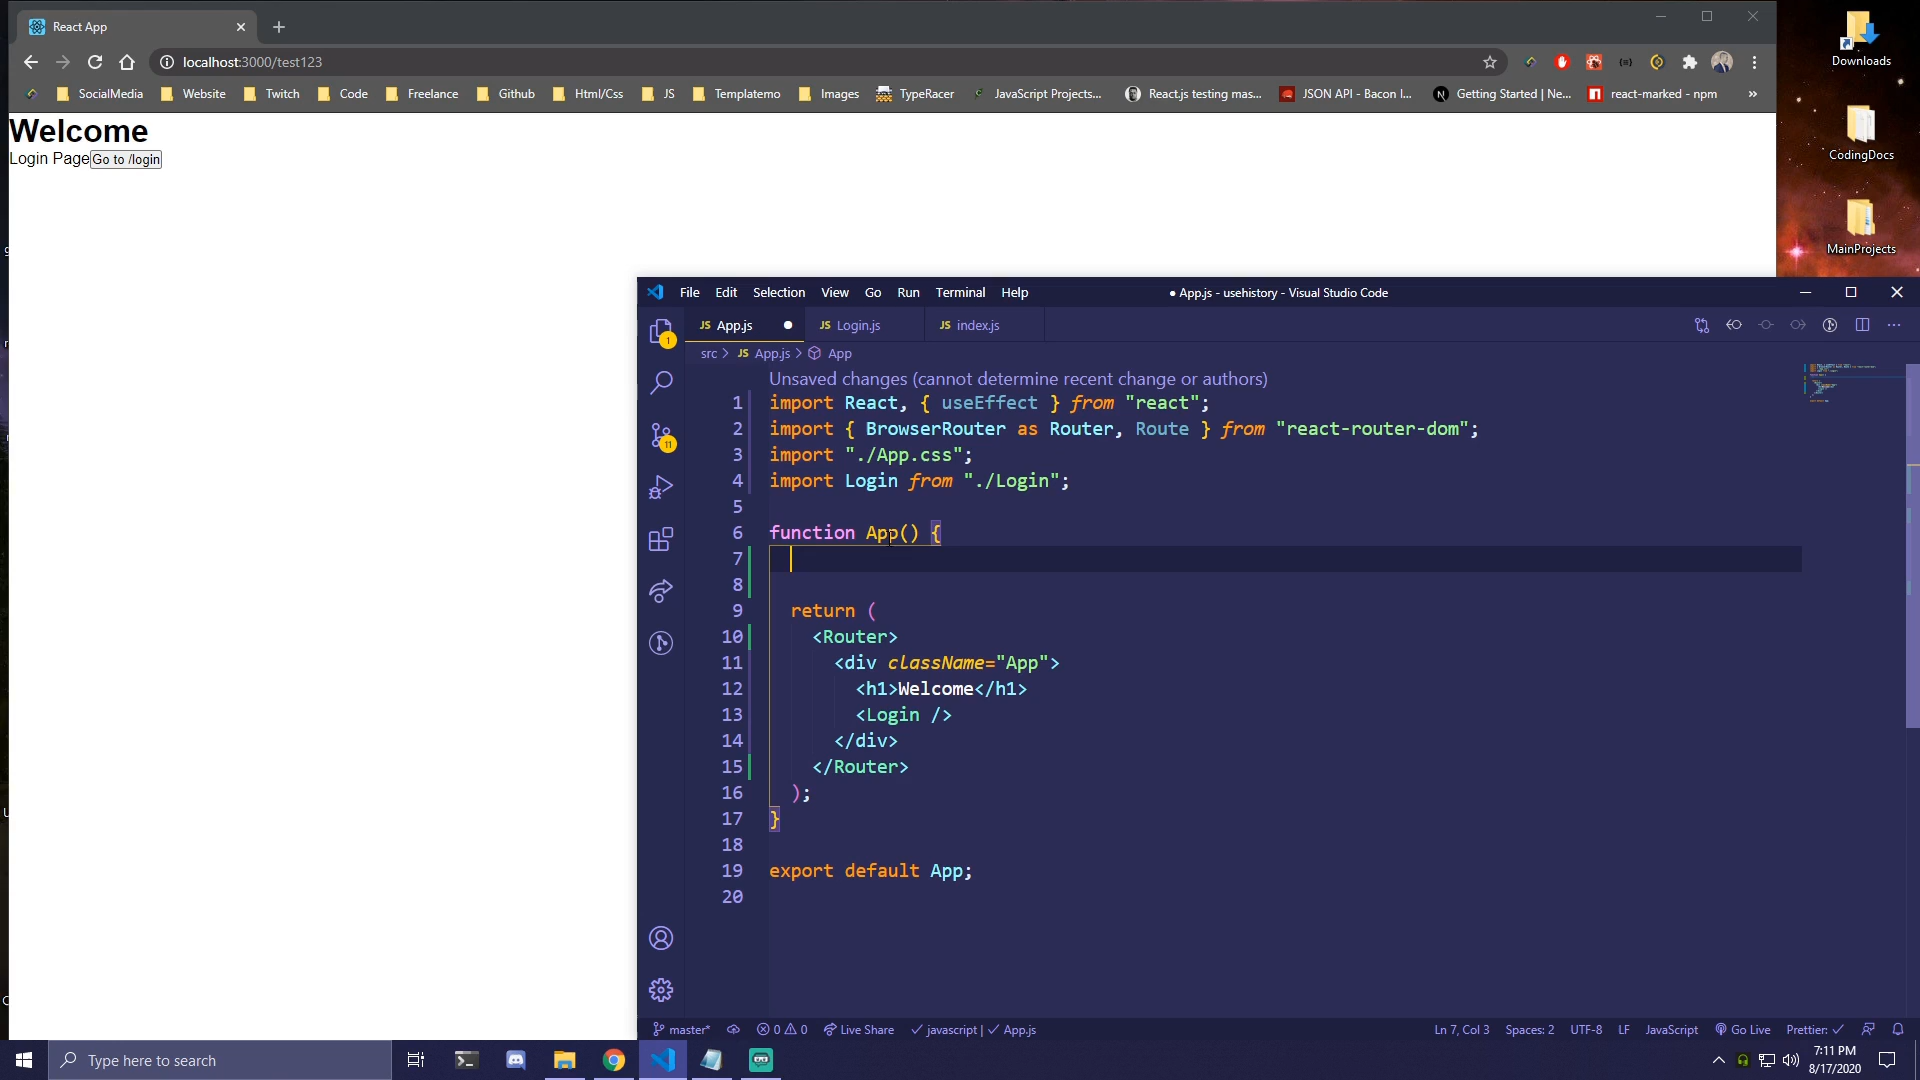 React App
localhost:3000/test123
SocialMedia Website Twitch Code Freelance Github Html/Css JS Templatemo Images TypeRacer JavaScript Projects... React.js testing mas... JSON API - Bacon I... Getting Started | Ne... react-marked - npm »
Welcome
Login Page Go to /login
Downloads
CodingDocs
MainProjects
File Edit Selection View Go Run Terminal Help ● App.js - usehistory - Visual Studio Code
JS App.js ● JS Login.js JS index.js
src > JS App.js > App
Unsaved changes (cannot determine recent change or authors)
1 import React, { useEffect } from "react";
2 import { BrowserRouter as Router, Route } from "react-router-dom";
3 import "./App.css";
4 import Login from "./Login";
5
6 function App() {
7
8
9 return (
10 <Router>
11 <div className="App">
12 <h1>Welcome</h1>
13 <Login />
14 </div>
15 </Router>
16 );
17 }
18
19 export default App;
20
1
11
master* 0 0 Live Share ✓ javascript | ✓ App.js Ln 7, Col 3 Spaces: 2 UTF-8 LF JavaScript Go Live Prettier: ✓
Type here to search
7:11 PM
8/17/2020